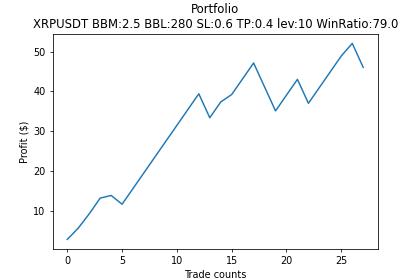 Portfolio
XRPUSDT BBM:2.5 BBL:280 SL:0.6 TP:0.4 lev:10 WinRatio:79.0
50
40
30
20
10
Profit ($)
0 5 10 15 20 25
Trade counts